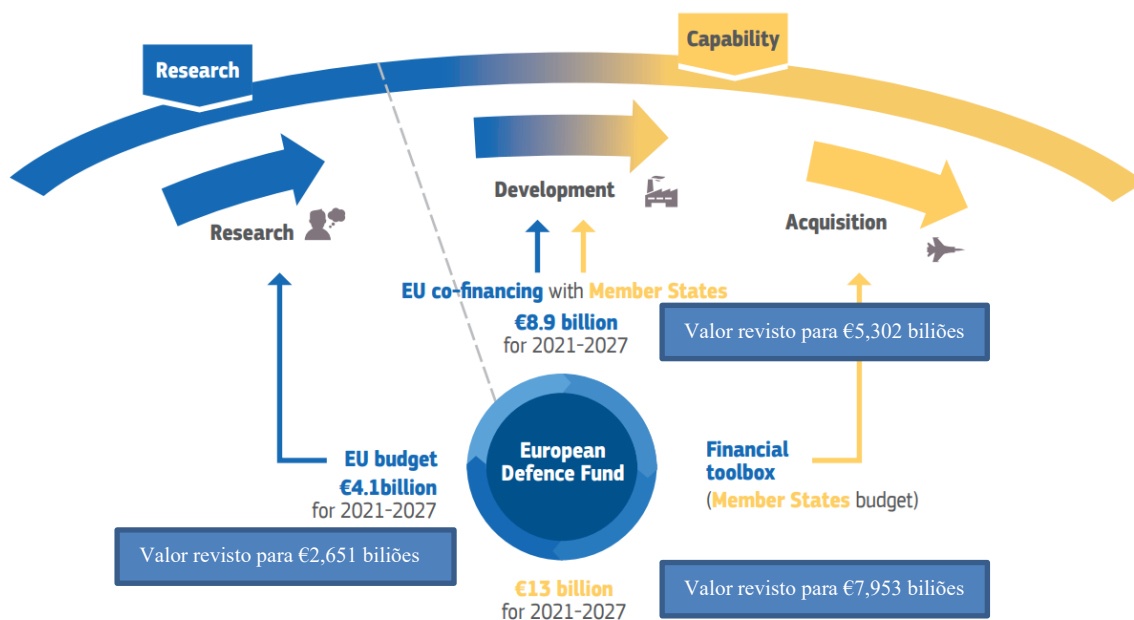 Research
Capability
Research
Development
Acquisition
EU co-financing with Member States
€8.9 billion
for 2021-2027
Valor revisto para €5,302 biliões
European
Defence Fund
EU budget
€4.1billion
for 2021-2027
Financial
toolbox
(Member States budget)
Valor revisto para €2,651 biliões
€13 billion
for 2021-2027
Valor revisto para €7,953 biliões